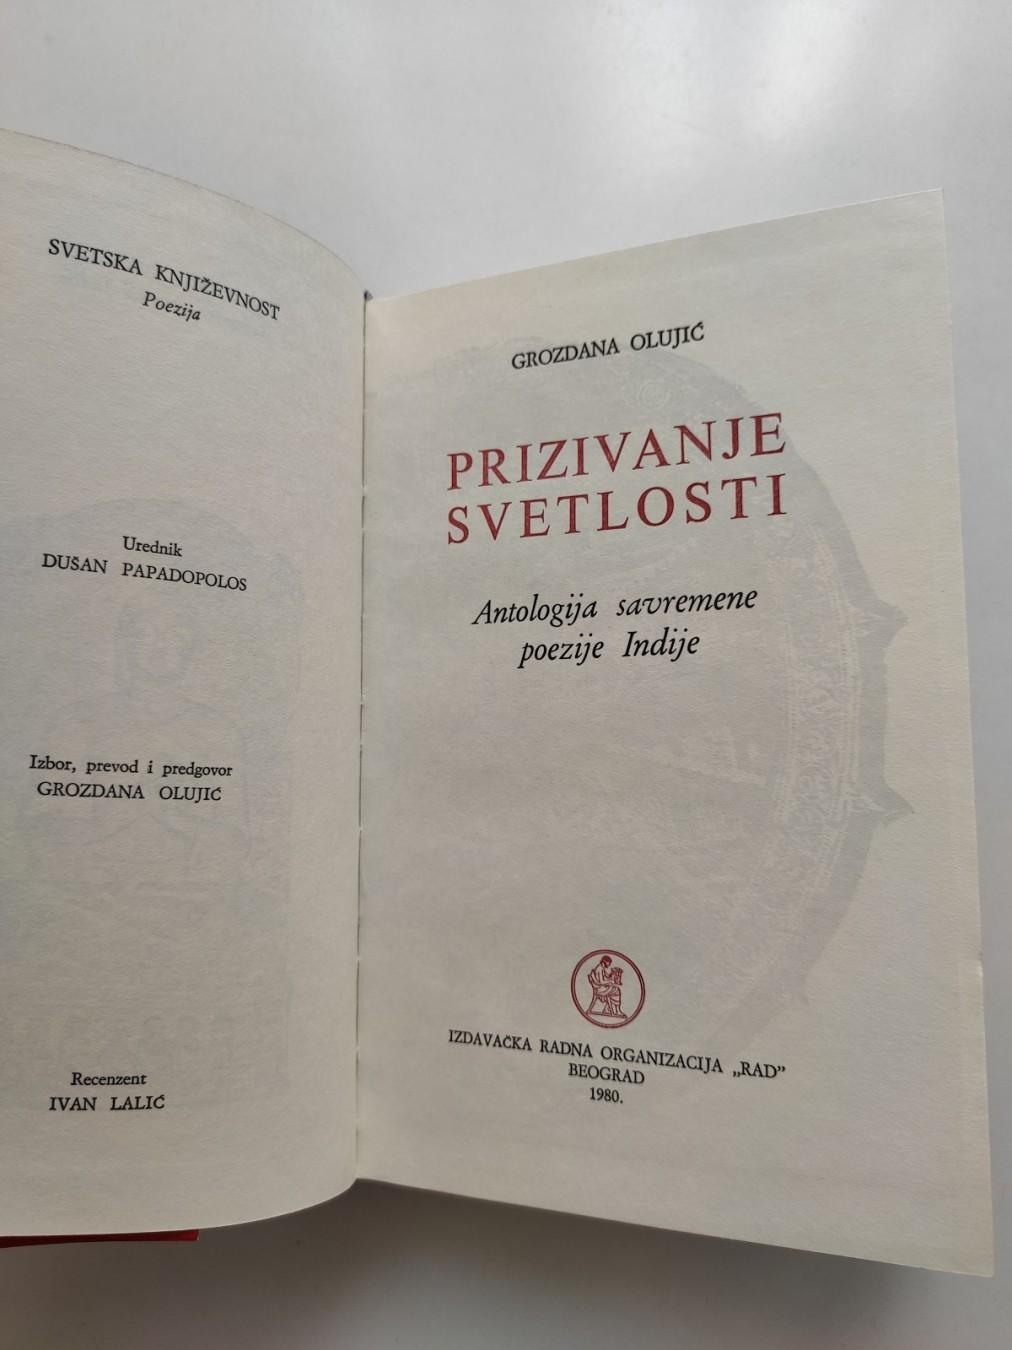 SVETSKA KNJIŽEVNOST
Poezija
Urednik
DUŠAN PAPADOPOLOS
Izbor, prevod i predgovor
GROZDANA OLUJIĆ
Recenzent
IVAN LALIĆ
GROZDANA OLUJIĆ
PRIZIVANJE
SVETLOSTI
Antologija savremene
poezije Indije
IZDAVAČKA RADNA ORGANIZACIJA „RAD”
BEOGRAD
1980.